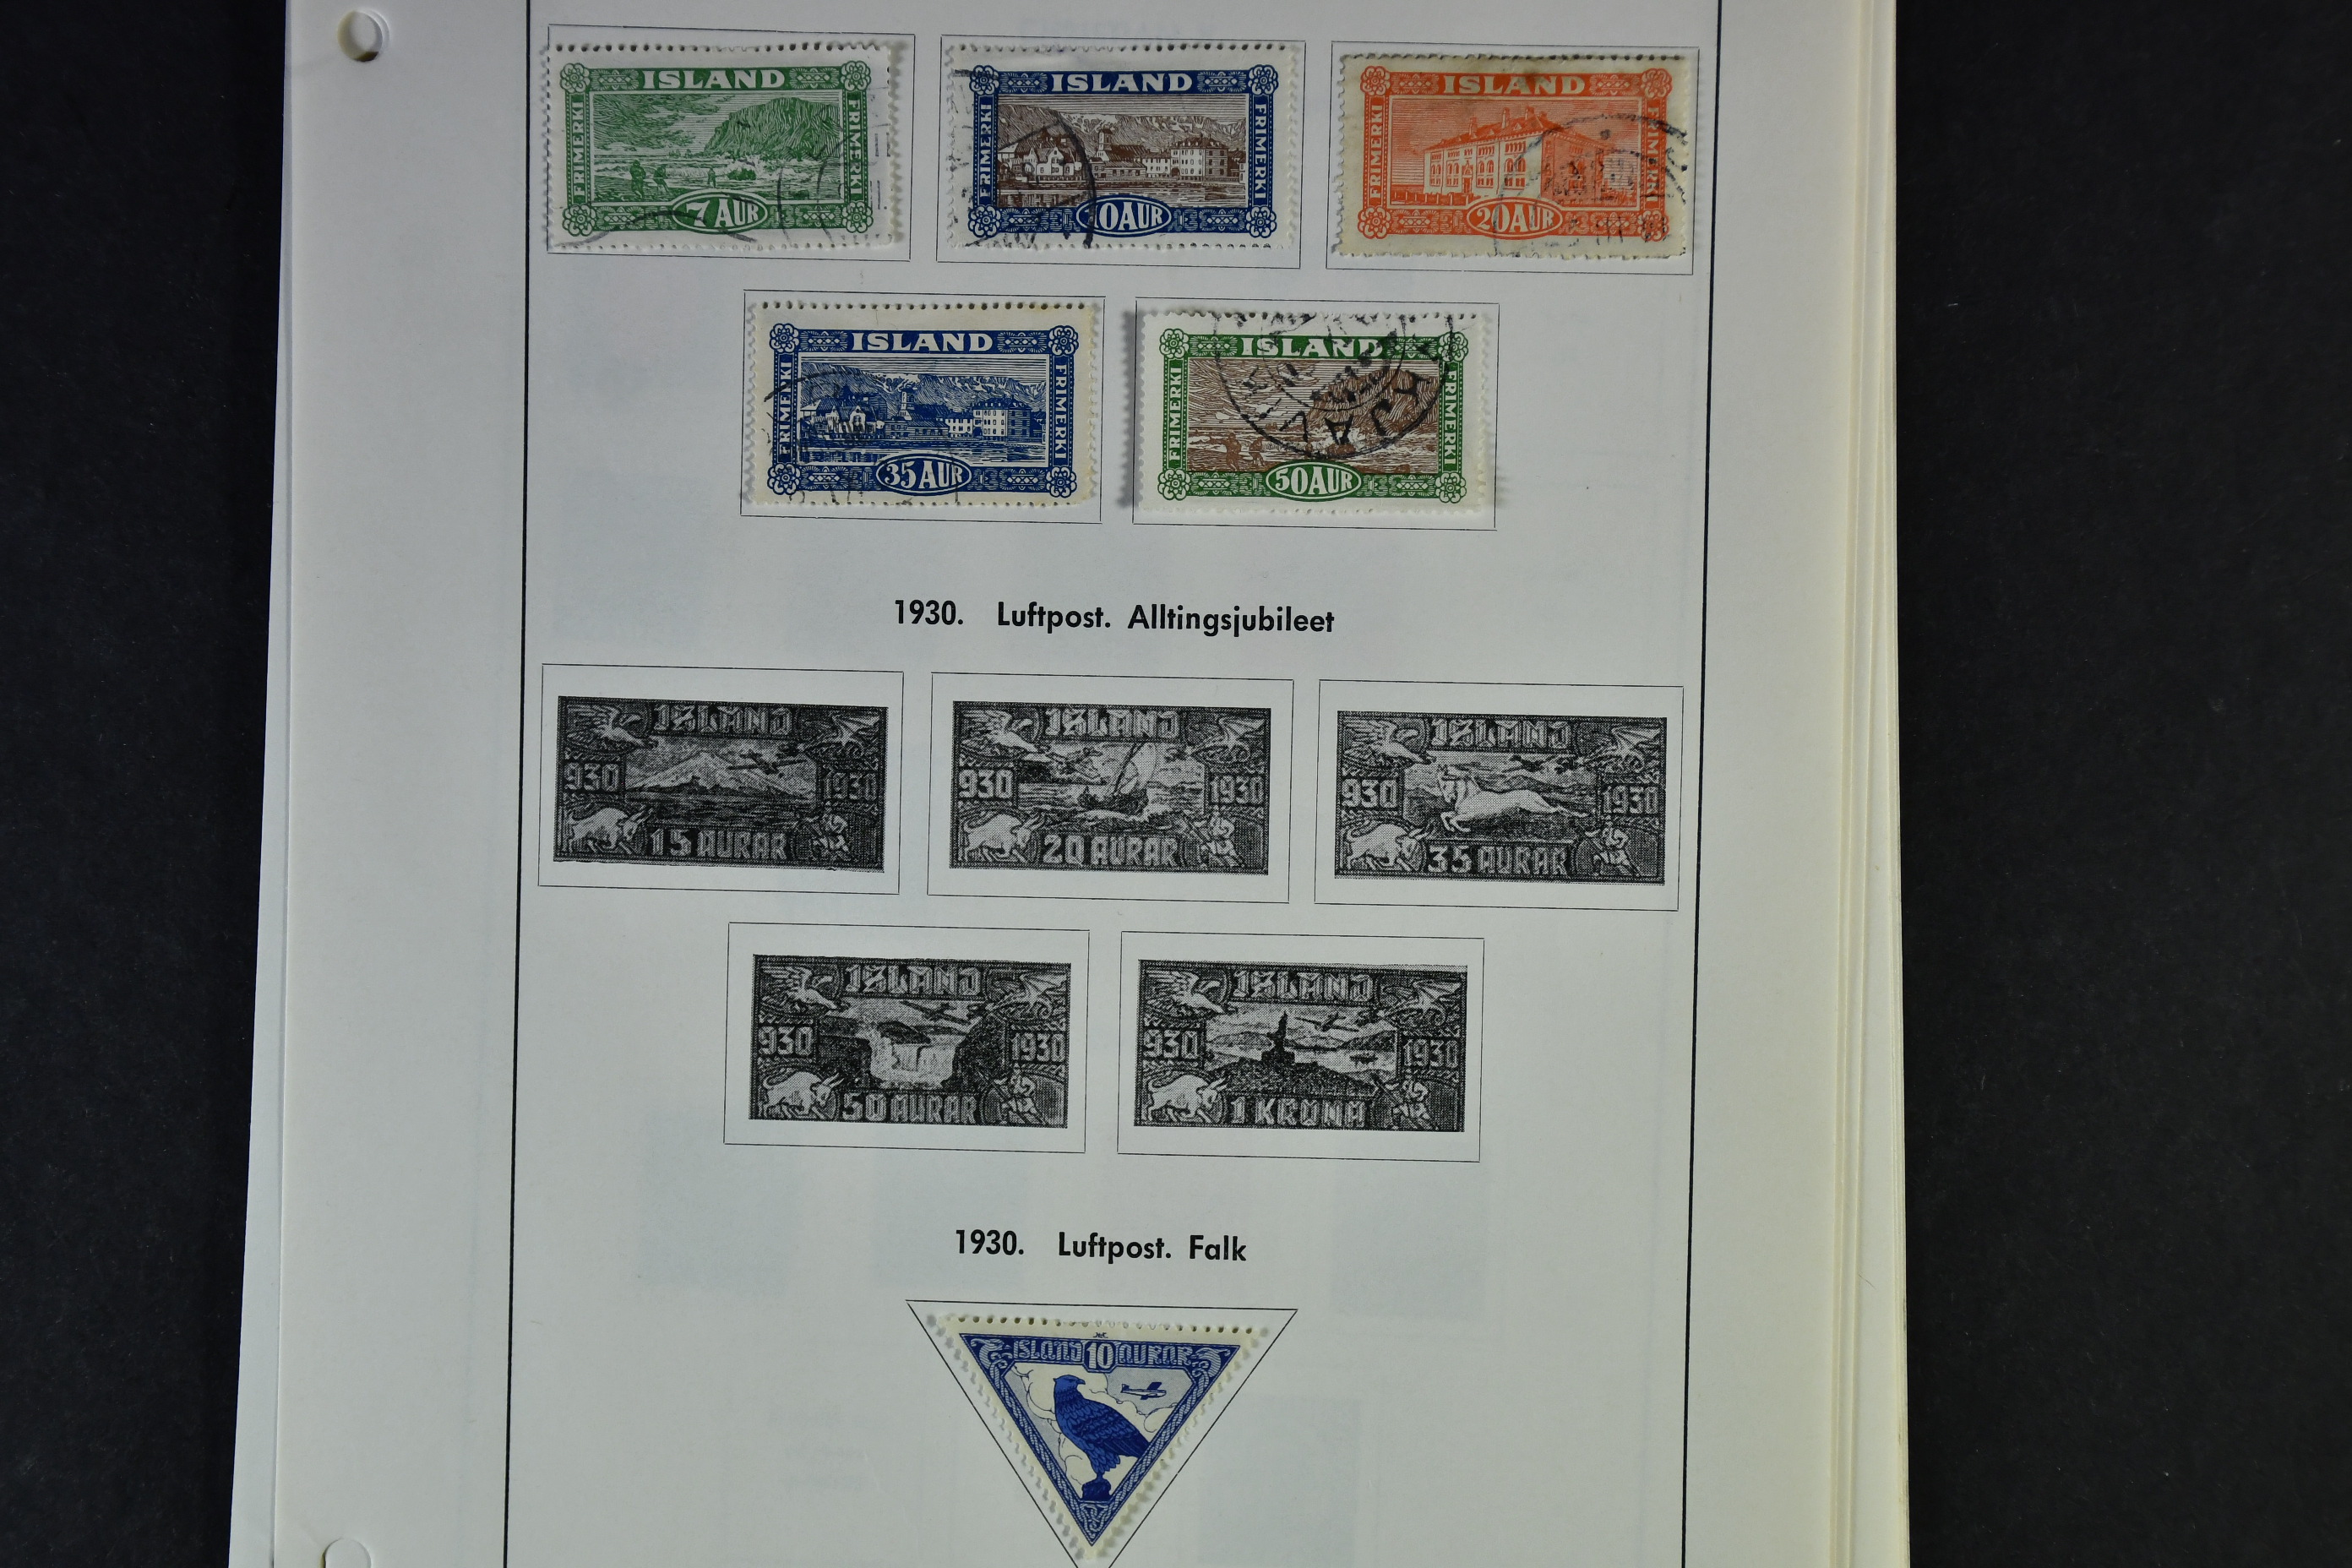 ISLAND
FRIMERKI FRIMERKI
7 AUR
ISLAND
FRIMERKI FRIMERKI
10 AUR
ISLAND
FRIMERKI FRIMERKI
20 AUR
ISLAND
FRIMERKI FRIMERKI
35 AUR
ISLAND
FRIMERKI FRIMERKI
50 AUR
1930. Luftpost. Alltingsjubileet
ISLAND
930 1930
15 AURAR
ISLAND
930 1930
20 AURAR
ISLAND
930 1930
35 AURAR
ISLAND
930 1930
50 AURAR
ISLAND
930 1930
1 KRONA
1930. Luftpost. Falk
ISLAND 10 AURAR